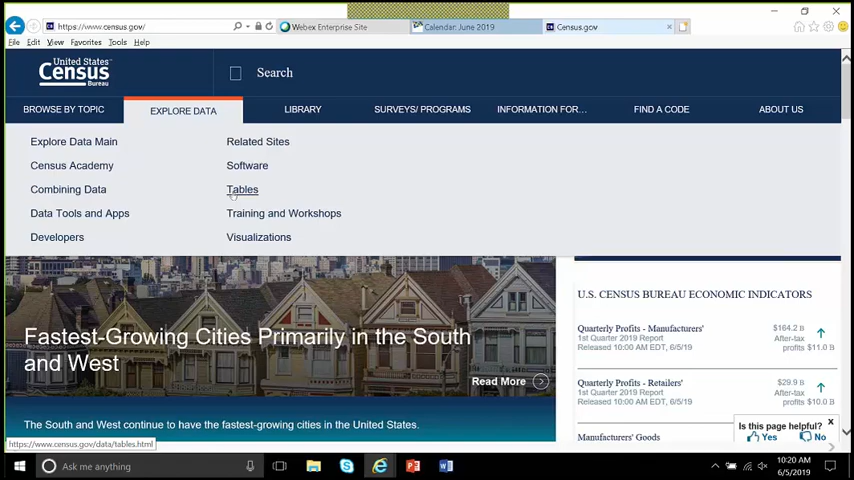 https://www.census.gov/
Webex Enterprise Site
Calendar: June 2019
Census.gov
File Edit View Favorites Tools Help
United States
Census
Bureau
Search
BROWSE BY TOPIC
EXPLORE DATA
LIBRARY
SURVEYS/ PROGRAMS
INFORMATION FOR...
FIND A CODE
ABOUT US
Explore Data Main
Related Sites
Census Academy
Software
Combining Data
Tables
Data Tools and Apps
Training and Workshops
Developers
Visualizations
Fastest-Growing Cities Primarily in the South
and West
Read More
The South and West continue to have the fastest-growing cities in the United States.
U.S. CENSUS BUREAU ECONOMIC INDICATORS
Quarterly Profits - Manufacturers'
1st Quarter 2019 Report
Released 10:00 AM EDT, 6/5/19
$164.2 B
After-tax
profits $11.0 B
Quarterly Profits - Retailers'
1st Quarter 2019 Report
Released 10:00 AM EDT, 6/5/19
$29.9 B
After-tax
profits $10.0 B
Manufacturers' Goods
Is this page helpful? X
Yes No
https://www.census.gov/data/tables.html
Ask me anything
10:20 AM
6/5/2019